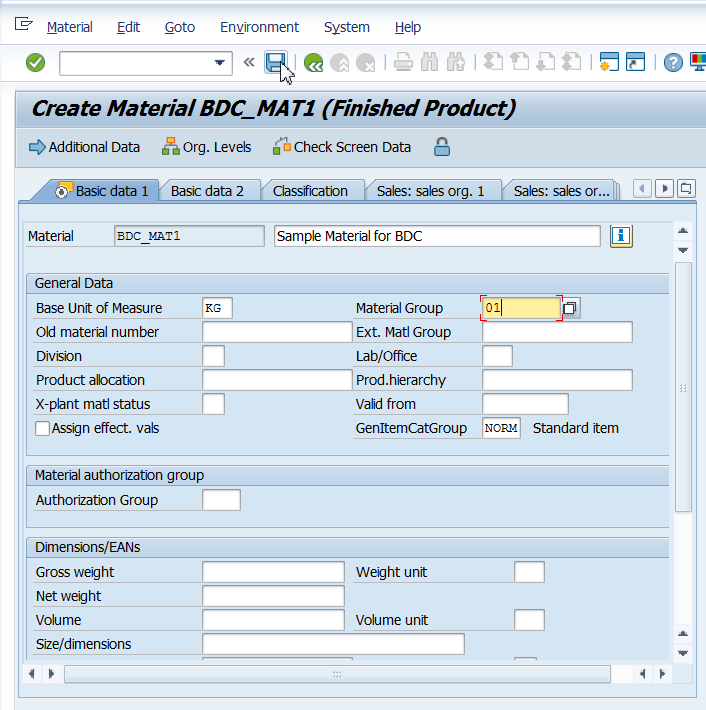 Material Edit Goto Environment System Help
Create Material BDC_MAT1 (Finished Product)
Additional Data Org. Levels Check Screen Data
Basic data 1 Basic data 2 Classification Sales: sales org. 1 Sales: sales or...
Material BDC_MAT1 Sample Material for BDC
General Data
Base Unit of Measure KG Material Group 01
Old material number Ext. Matl Group
Division Lab/Office
Product allocation Prod.hierarchy
X-plant matl status Valid from
Assign effect. vals GenItemCatGroup NORM Standard item
Material authorization group
Authorization Group
Dimensions/EANs
Gross weight Weight unit
Net weight
Volume Volume unit
Size/dimensions